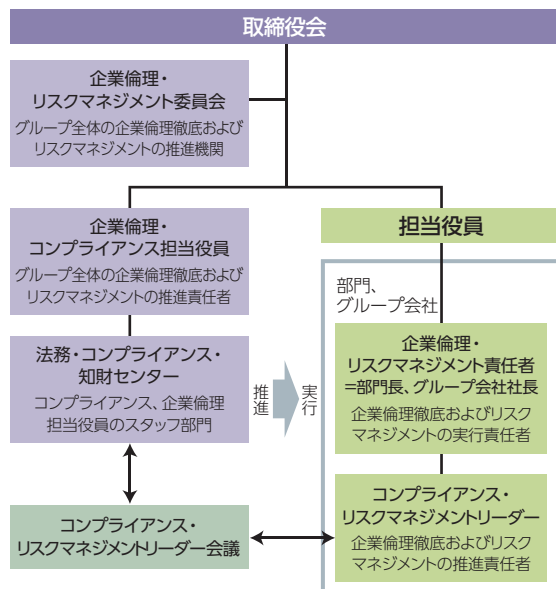 取締役会
企業倫理・
リスクマネジメント委員会
グループ全体の企業倫理徹底および
リスクマネジメントの推進機関
企業倫理・
コンプライアンス担当役員
グループ全体の企業倫理徹底および
リスクマネジメントの推進責任者
法務・コンプライアンス・
知財センター
コンプライアンス、企業倫理
担当役員のスタッフ部門
コンプライアンス・
リスクマネジメントリーダー会議
推進
実行
担当役員
部門、
グループ会社
企業倫理・
リスクマネジメント責任者
=部門長、グループ会社社長
企業倫理徹底およびリスク
マネジメントの実行責任者
コンプライアンス・
リスクマネジメントリーダー
企業倫理徹底およびリスク
マネジメントの推進責任者